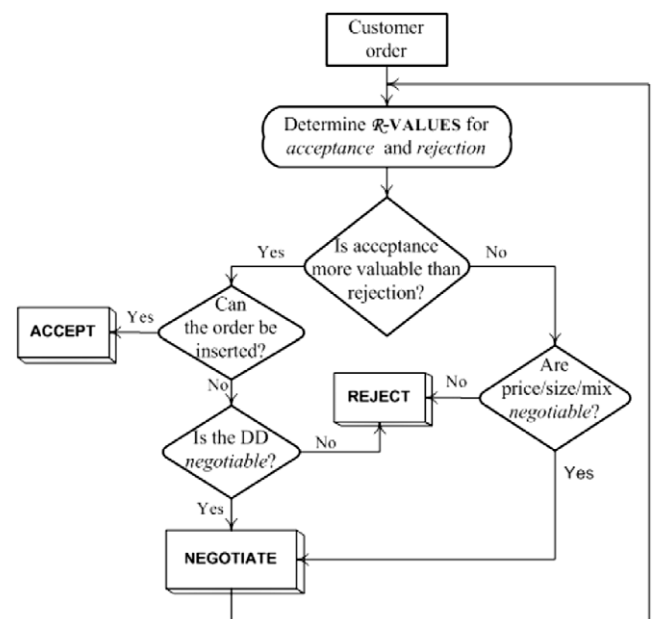 Customer
order
Determine R-VALUES for
acceptance and rejection
Is acceptance
more valuable than
rejection?
Yes
No
Can
the order be
inserted?
Yes
ACCEPT
No
Are
price/size/mix
negotiable?
No
REJECT
Is the DD
negotiable?
No
Yes
Yes
NEGOTIATE